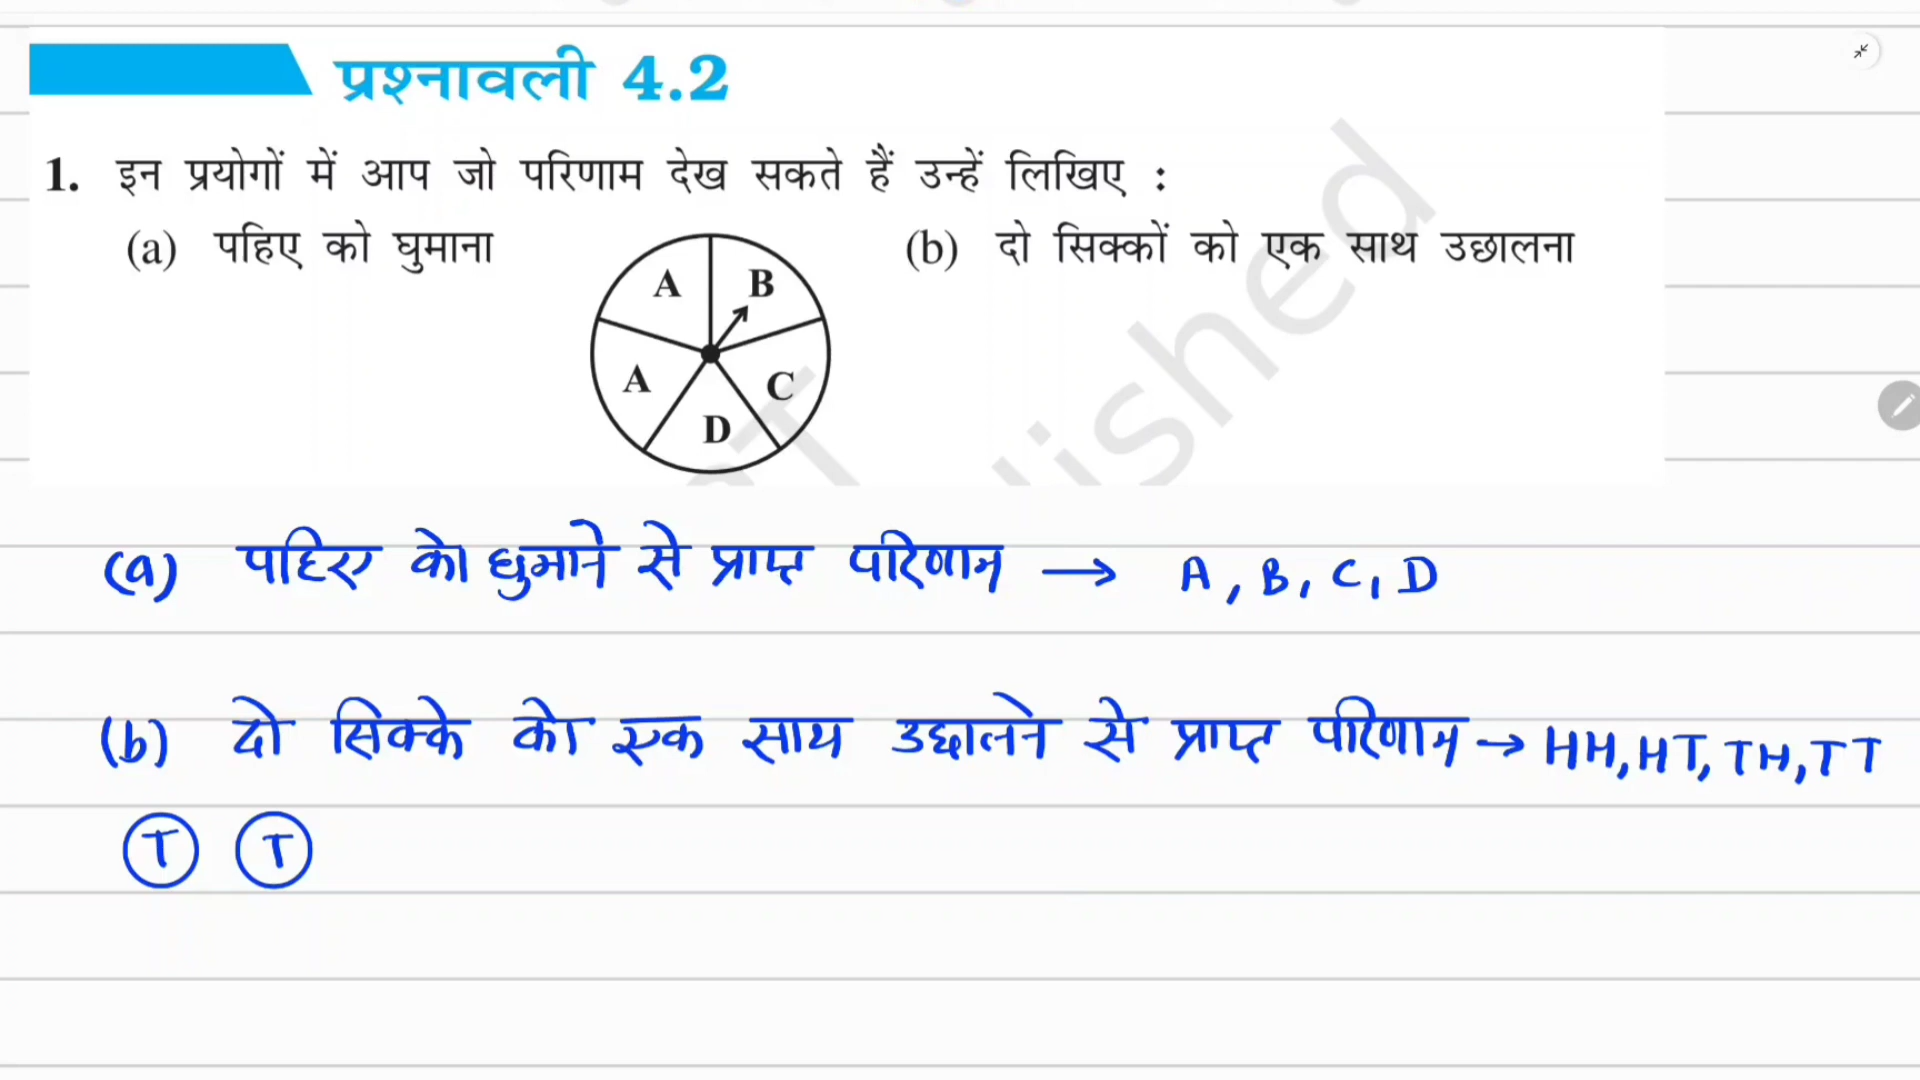 प्रश्नावली 4.2
1. इन प्रयोगों में आप जो परिणाम देख सकते हैं उन्हें लिखिए :
(a) पहिए को घुमाना (b) दो सिक्कों को एक साथ उछालना
A B
A C
D
(a) पहिए को घुमाने से प्राप्त परिणाम → A, B, C, D
(b) दो सिक्के को एक साथ उछालने से प्राप्त परिणाम → HH, HT, TH, TT
T T